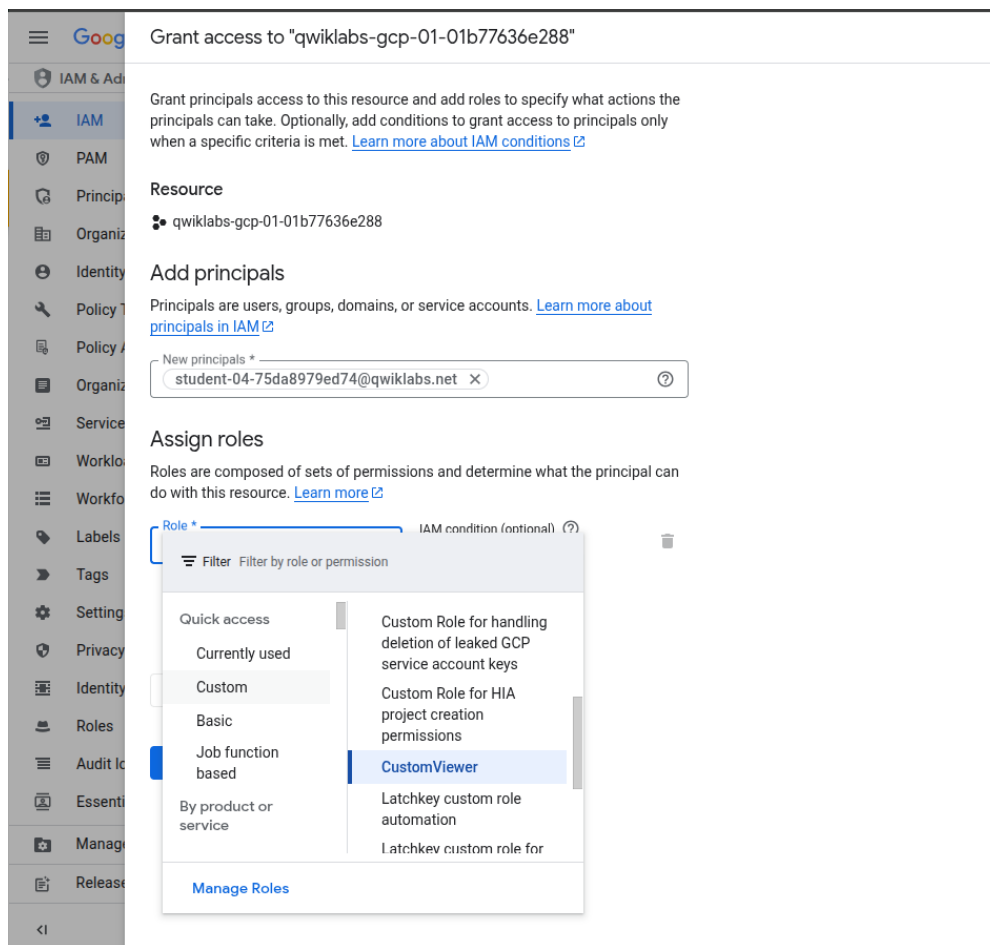 Goog
Grant access to "qwiklabs-gcp-01-01b77636e288"
IAM & Ad
IAM
PAM
Princip
Organiz
Identity
Policy T
Policy A
Organiz
Service
Worklo
Workfo
Labels
Tags
Setting
Privacy
Identity
Roles
Audit lo
Essenti
Manage
Release
Grant principals access to this resource and add roles to specify what actions the
principals can take. Optionally, add conditions to grant access to principals only
when a specific criteria is met. Learn more about IAM conditions
Resource
qwiklabs-gcp-01-01b77636e288
Add principals
Principals are users, groups, domains, or service accounts. Learn more about
principals in IAM
New principals *
student-04-75da8979ed74@qwiklabs.net
Assign roles
Roles are composed of sets of permissions and determine what the principal can
do with this resource. Learn more
Role *
IAM condition (optional)
Filter Filter by role or permission
Quick access
Currently used
Custom
Basic
Job function
based
By product or
service
Custom Role for handling
deletion of leaked GCP
service account keys
Custom Role for HIA
project creation
permissions
CustomViewer
Latchkey custom role
automation
Latchkey custom role for
Manage Roles